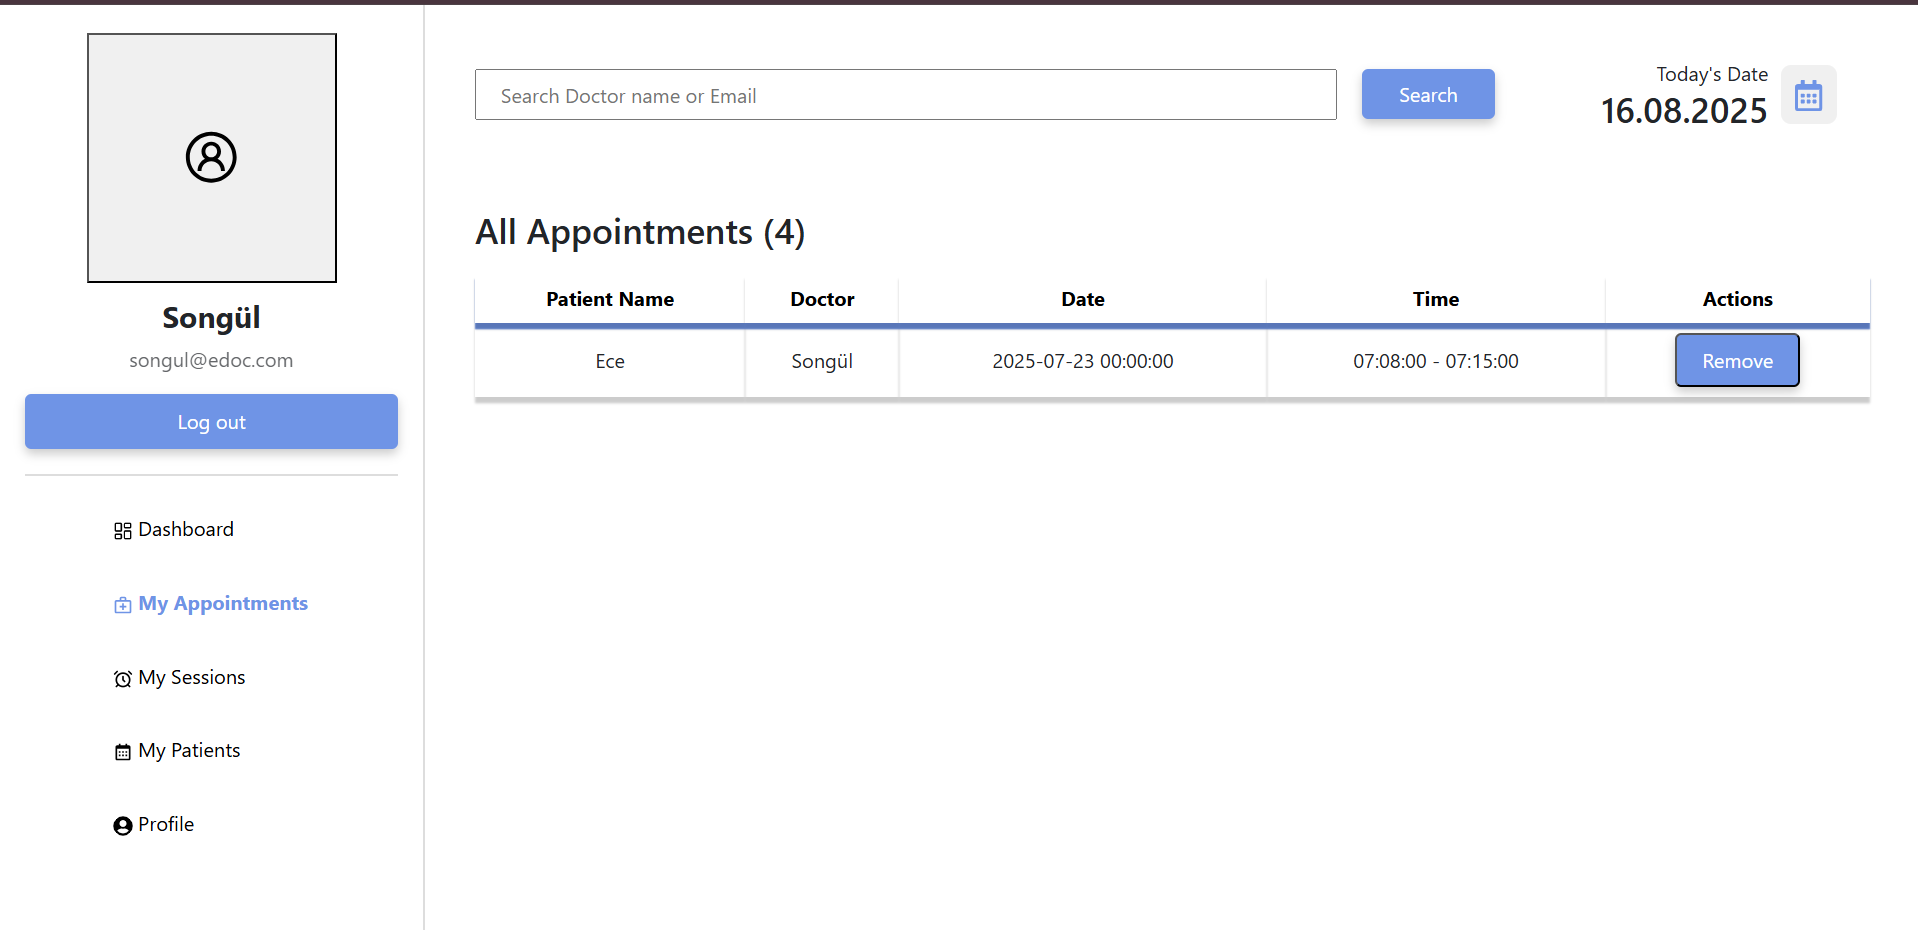 Songül
songul@edoc.com
Log out
Dashboard
My Appointments
My Sessions
My Patients
Profile
Search Doctor name or Email
Search
Today's Date
16.08.2025
All Appointments (4)
Patient Name Doctor Date Time Actions
Ece Songül 2025-07-23 00:00:00 07:08:00 - 07:15:00 Remove